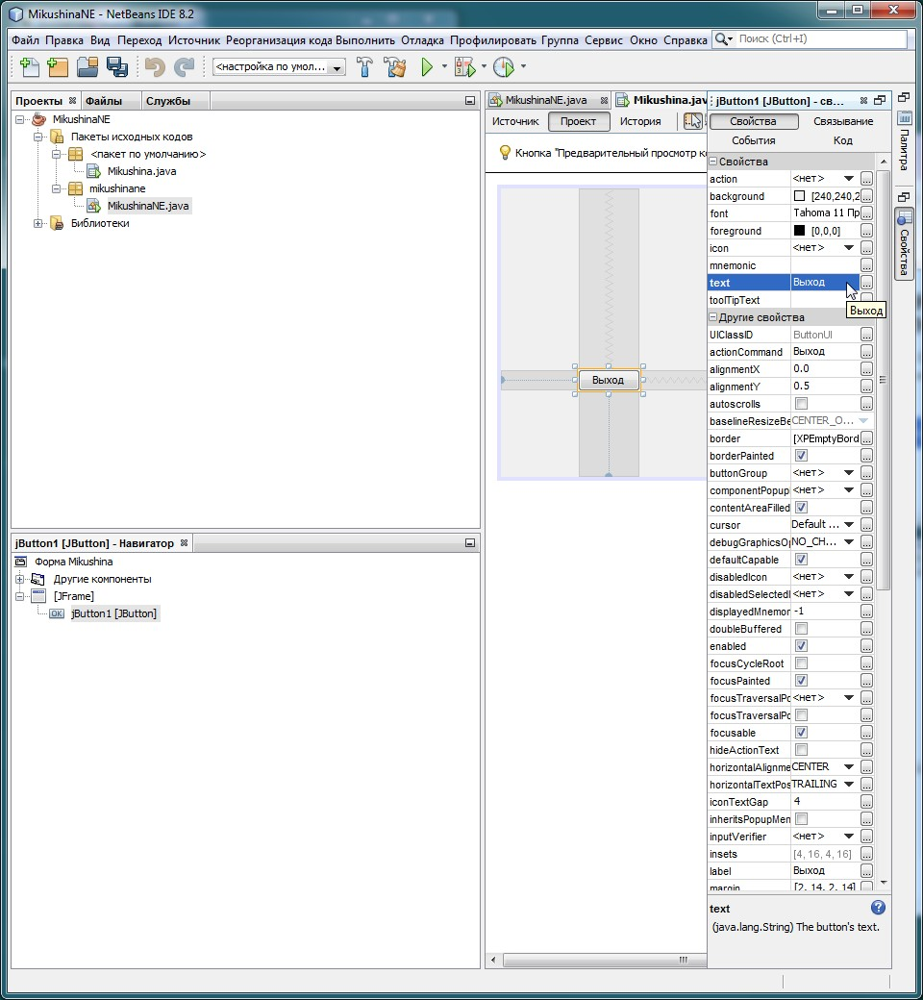 MikushinaNE - NetBeans IDE 8.2
Файл Правка Вид Переход Источник Реорганизация кода Выполнить Отладка Профилировать Группа Сервис Окно Справка
Поиск (Ctrl+I)
<настройка по умол...
Проекты Файлы Службы
MikushinaNE
Пакеты исходных кодов
<пакет по умолчанию>
Mikushina.java
mikushinane
MikushinaNE.java
Библиотеки
jButton1 [JButton] - Навигатор
Форма Mikushina
Другие компоненты
[JFrame]
OK jButton1 [JButton]
MikushinaNE.java Mikushina.jav
Источник Проект История
Кнопка "Предварительный просмотр к
Выход
jButton1 [JButton] - св...
Свойства Связывание
События Код
Свойства
action <нет> ...
background [240,240,2 ...
font Tahoma 11 Пр ...
foreground [0,0,0] ...
icon <нет> ...
mnemonic ...
text Выход ...
toolTipText
Выход
Другие свойства
UIClassID ButtonUI ...
actionCommand Выход ...
alignmentX 0.0 ...
alignmentY 0.5 ...
autoscrolls ...
baselineResizeBe CENTER_O...
border [XPEmptyBord ...
borderPainted ...
buttonGroup <нет> ...
componentPopup <нет> ...
contentAreaFilled ...
cursor Default ... ...
debugGraphicsOp NO_CH... ...
defaultCapable ...
disabledIcon <нет> ...
disabledSelectedI <нет> ...
displayedMnemor -1 ...
doubleBuffered ...
enabled ...
focusCycleRoot ...
focusPainted ...
focusTraversalPo <нет> ...
focusTraversalPo ...
focusable ...
hideActionText ...
horizontalAlignme CENTER ...
horizontalTextPos TRAILING ...
iconTextGap 4 ...
inheritsPopupMen ...
inputVerifier <нет> ...
insets [4, 16, 4, 16] ...
label Выход ...
margin [2, 14, 2, 14] ...
text
(java.lang.String) The button's text.
Палитра
Свойства